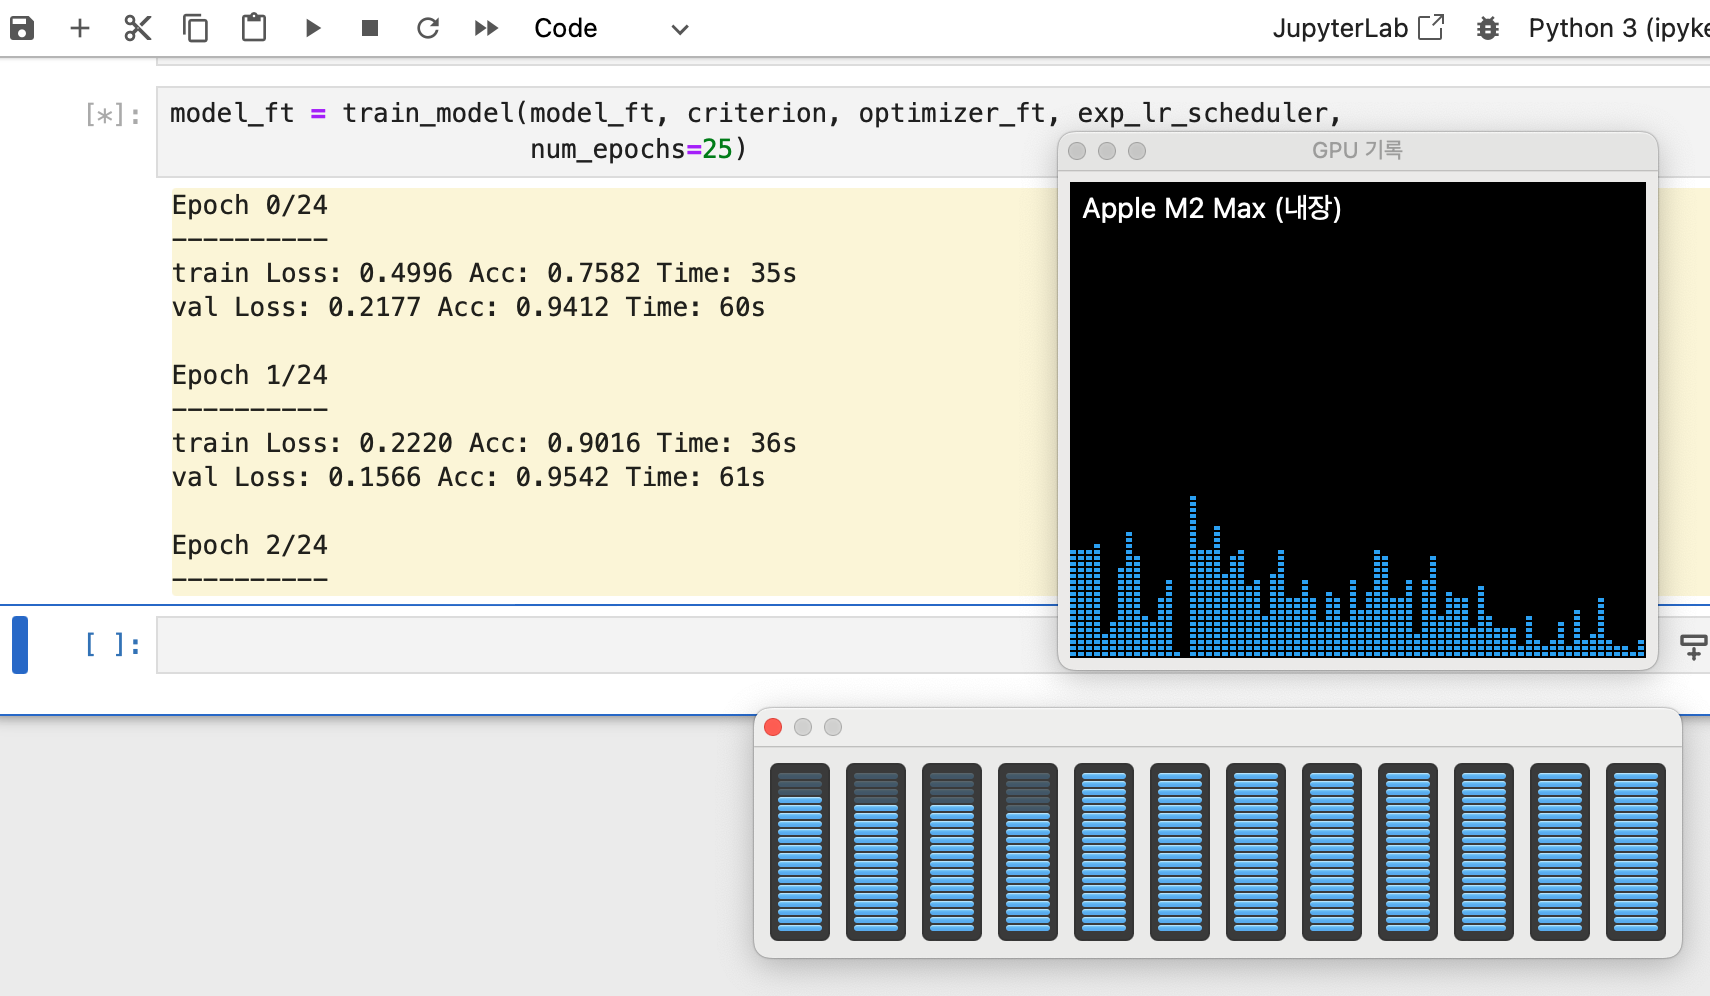 Code
JupyterLab
Python 3 (ipyke
[*]:
model_ft = train_model(model_ft, criterion, optimizer_ft, exp_lr_scheduler,
num_epochs=25)
Epoch 0/24
----------
train Loss: 0.4996 Acc: 0.7582 Time: 35s
val Loss: 0.2177 Acc: 0.9412 Time: 60s
Epoch 1/24
----------
train Loss: 0.2220 Acc: 0.9016 Time: 36s
val Loss: 0.1566 Acc: 0.9542 Time: 61s
Epoch 2/24
----------
[ ]:
GPU 기록
Apple M2 Max (내장)